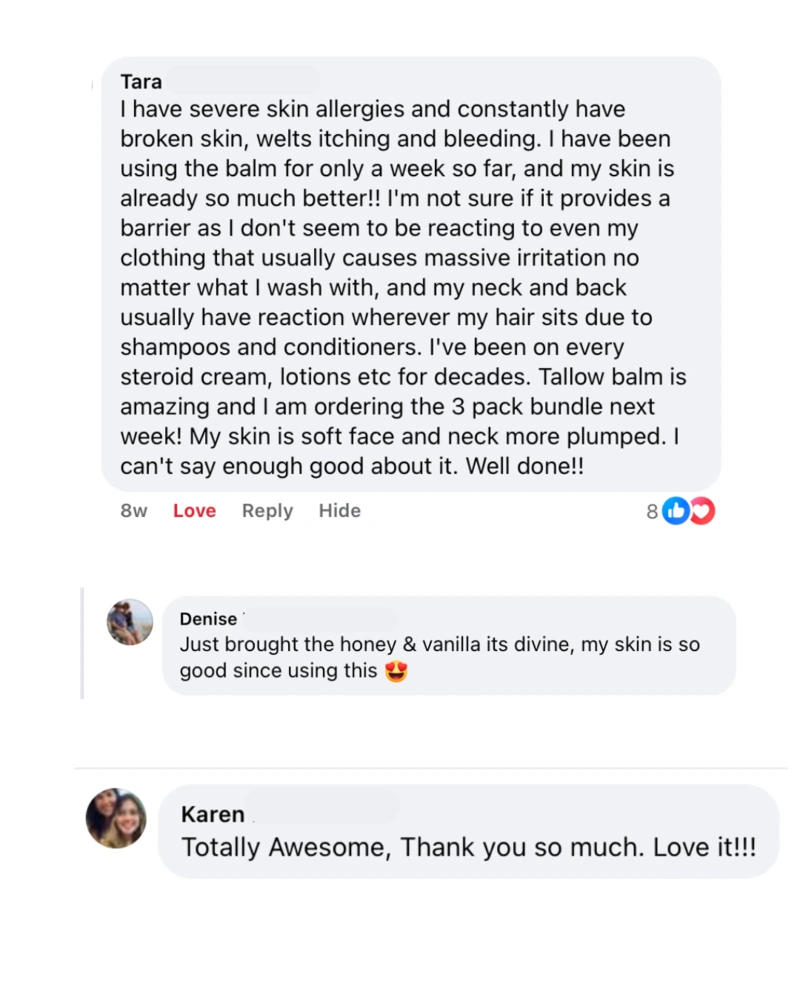 Tara
I have severe skin allergies and constantly have
broken skin, welts itching and bleeding. I have been
using the balm for only a week so far, and my skin is
already so much better!! I'm not sure if it provides a
barrier as I don't seem to be reacting to even my
clothing that usually causes massive irritation no
matter what I wash with, and my neck and back
usually have reaction wherever my hair sits due to
shampoos and conditioners. I've been on every
steroid cream, lotions etc for decades. Tallow balm is
amazing and I am ordering the 3 pack bundle next
week! My skin is soft face and neck more plumped. I
can't say enough good about it. Well done!!
8w Love Reply Hide 8
Denise
Just brought the honey & vanilla its divine, my skin is so
good since using this 😍
Karen
Totally Awesome, Thank you so much. Love it!!!